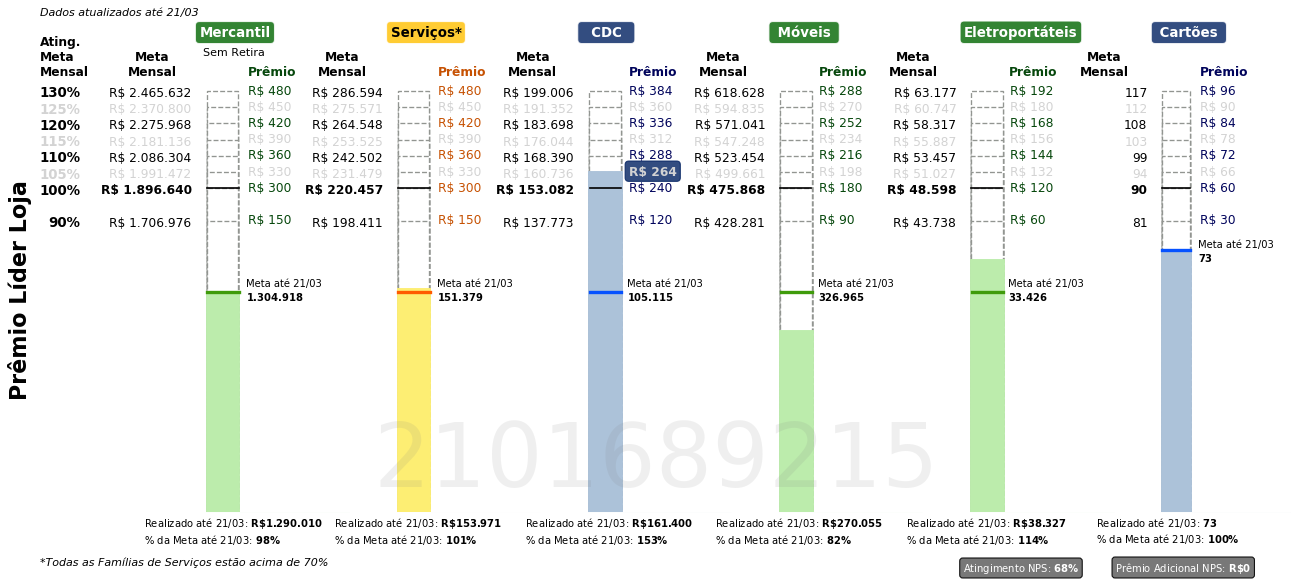 Dados atualizados até 21/03
Mercantil Serviços* CDC Móveis Eletroportáteis Cartões
Sem Retira
Ating. Meta Mensal Meta Mensal Prêmio Meta Mensal Prêmio Meta Mensal Prêmio Meta Mensal Prêmio Meta Mensal Prêmio Meta Mensal Prêmio
130% R$ 2.465.632 R$ 480 R$ 286.594 R$ 480 R$ 199.006 R$ 384 R$ 618.628 R$ 288 R$ 63.177 R$ 192 117 R$ 96
125% R$ 2.370.800 R$ 450 R$ 275.571 R$ 450 R$ 191.352 R$ 360 R$ 594.835 R$ 270 R$ 60.747 R$ 180 112 R$ 90
120% R$ 2.275.968 R$ 420 R$ 264.548 R$ 420 R$ 183.698 R$ 336 R$ 571.041 R$ 252 R$ 58.317 R$ 168 108 R$ 84
115% R$ 2.181.136 R$ 390 R$ 253.525 R$ 390 R$ 176.044 R$ 312 R$ 547.248 R$ 234 R$ 55.887 R$ 156 103 R$ 78
110% R$ 2.086.304 R$ 360 R$ 242.502 R$ 360 R$ 168.390 R$ 288 R$ 523.454 R$ 216 R$ 53.457 R$ 144 99 R$ 72
105% R$ 1.991.472 R$ 330 R$ 231.479 R$ 330 R$ 160.736 R$ 264 R$ 499.661 R$ 198 R$ 51.027 R$ 132 94 R$ 66
100% R$ 1.896.640 R$ 300 R$ 220.457 R$ 300 R$ 153.082 R$ 240 R$ 475.868 R$ 180 R$ 48.598 R$ 120 90 R$ 60
90% R$ 1.706.976 R$ 150 R$ 198.411 R$ 150 R$ 137.773 R$ 120 R$ 428.281 R$ 90 R$ 43.738 R$ 60 81 R$ 30
Prêmio Líder Loja
Meta até 21/03
73
Meta até 21/03 Meta até 21/03 Meta até 21/03 Meta até 21/03 Meta até 21/03
1.304.918 151.379 105.115 326.965 33.426
2101689215
Realizado até 21/03: R$1.290.010 Realizado até 21/03: R$153.971 Realizado até 21/03: R$161.400 Realizado até 21/03: R$270.055 Realizado até 21/03: R$38.327 Realizado até 21/03: 73
% da Meta até 21/03: 98% % da Meta até 21/03: 101% % da Meta até 21/03: 153% % da Meta até 21/03: 82% % da Meta até 21/03: 114% % da Meta até 21/03: 100%
*Todas as Famílias de Serviços estão acima de 70%
Atingimento NPS: 68% Prêmio Adicional NPS: R$0